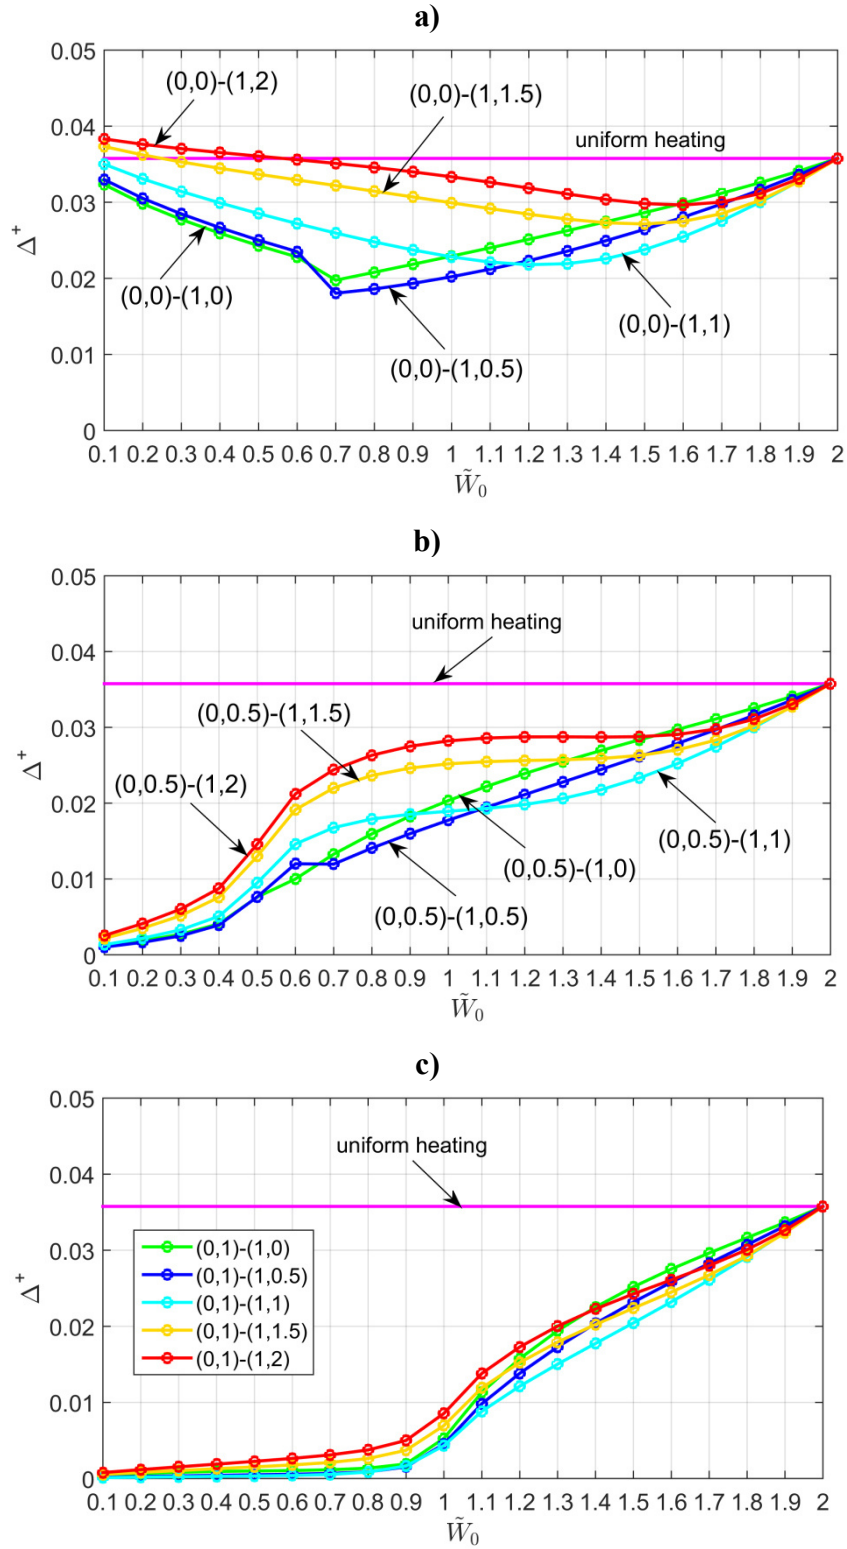 a)
0.05
0.04
0.03
0.02
0.01
0
Δ+
(0,0)-(1,2)
(0,0)-(1,1.5)
uniform heating
(0,0)-(1,0)
(0,0)-(1,1)
(0,0)-(1,0.5)
0.1 0.2 0.3 0.4 0.5 0.6 0.7 0.8 0.9 1 1.1 1.2 1.3 1.4 1.5 1.6 1.7 1.8 1.9 2
W̃0
b)
0.05
0.04
0.03
0.02
0.01
0
Δ+
uniform heating
(0,0.5)-(1,1.5)
(0,0.5)-(1,2)
(0,0.5)-(1,1)
(0,0.5)-(1,0)
(0,0.5)-(1,0.5)
0.1 0.2 0.3 0.4 0.5 0.6 0.7 0.8 0.9 1 1.1 1.2 1.3 1.4 1.5 1.6 1.7 1.8 1.9 2
W̃0
c)
0.05
0.04
0.03
0.02
0.01
0
Δ+
uniform heating
(0,1)-(1,0)
(0,1)-(1,0.5)
(0,1)-(1,1)
(0,1)-(1,1.5)
(0,1)-(1,2)
0.1 0.2 0.3 0.4 0.5 0.6 0.7 0.8 0.9 1 1.1 1.2 1.3 1.4 1.5 1.6 1.7 1.8 1.9 2
W̃0